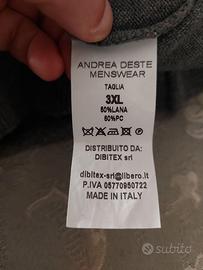 ANDREA DESTE
MENSWEAR
TAGLIA
3XL
50%LANA
50%PC
DISTRIBUITO DA:
DIBITEX srl
dibitex-srl@libero.it
P.IVA 05770950722
MADE IN ITALY
subito